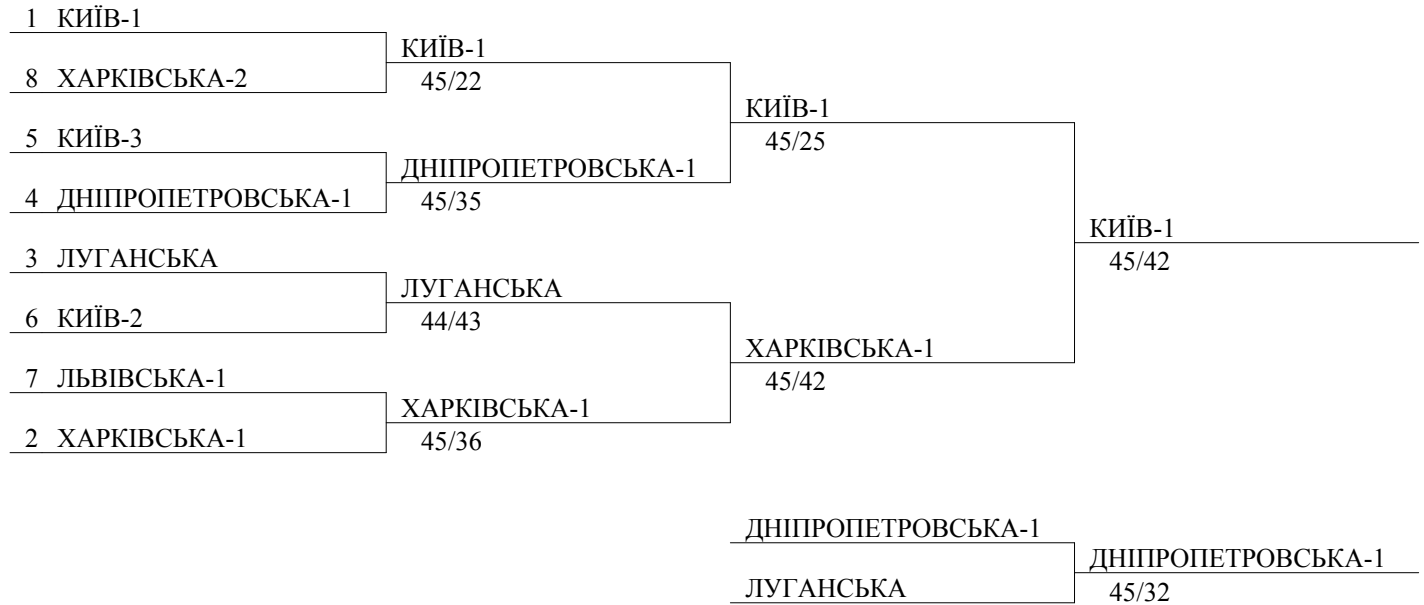 1 КИЇВ-1
КИЇВ-1
8 ХАРКІВСЬКА-2
45/22
КИЇВ-1
5 КИЇВ-3
45/25
ДНІПРОПЕТРОВСЬКА-1
4 ДНІПРОПЕТРОВСЬКА-1
45/35
КИЇВ-1
3 ЛУГАНСЬКА
45/42
ЛУГАНСЬКА
6 КИЇВ-2
44/43
ХАРКІВСЬКА-1
7 ЛЬВІВСЬКА-1
45/42
ХАРКІВСЬКА-1
2 ХАРКІВСЬКА-1
45/36
ДНІПРОПЕТРОВСЬКА-1
ДНІПРОПЕТРОВСЬКА-1
ЛУГАНСЬКА
45/32